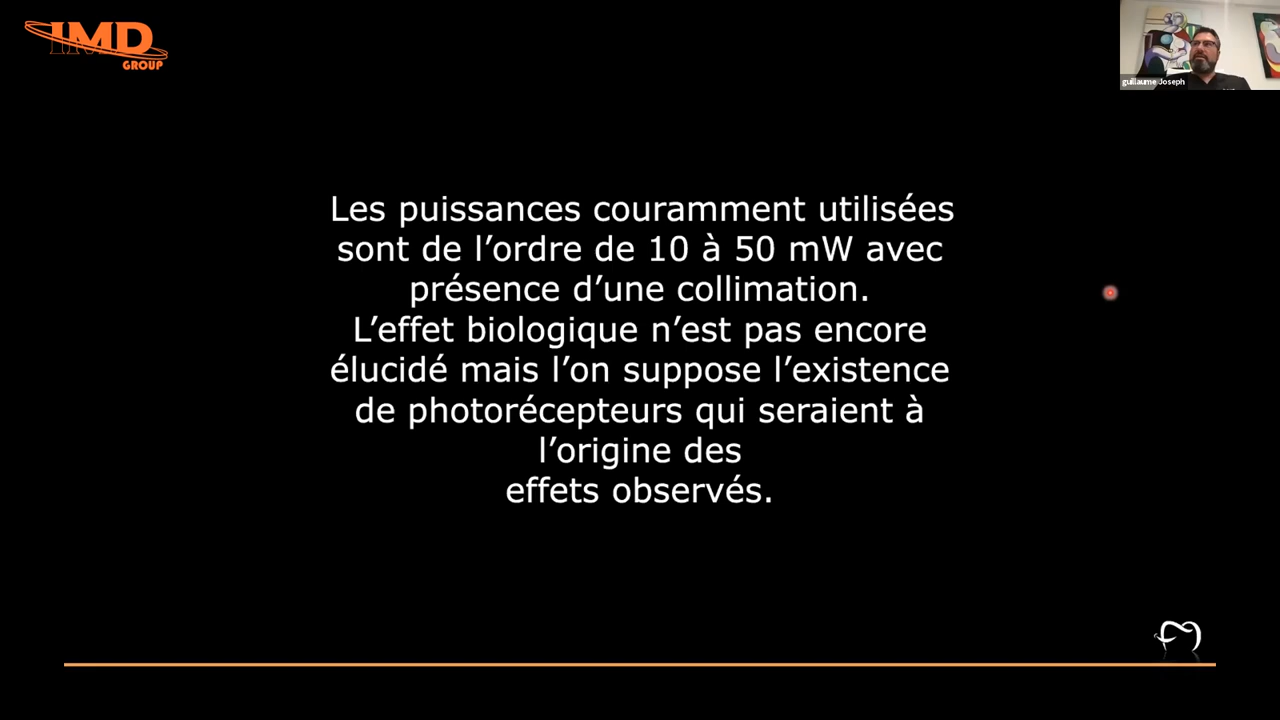 IMD
GROUP
guillaume Joseph
Les puissances couramment utilisées
sont de l’ordre de 10 à 50 mW avec
présence d’une collimation.
L’effet biologique n’est pas encore
élucidé mais l’on suppose l’existence
de photorécepteurs qui seraient à
l’origine des
effets observés.